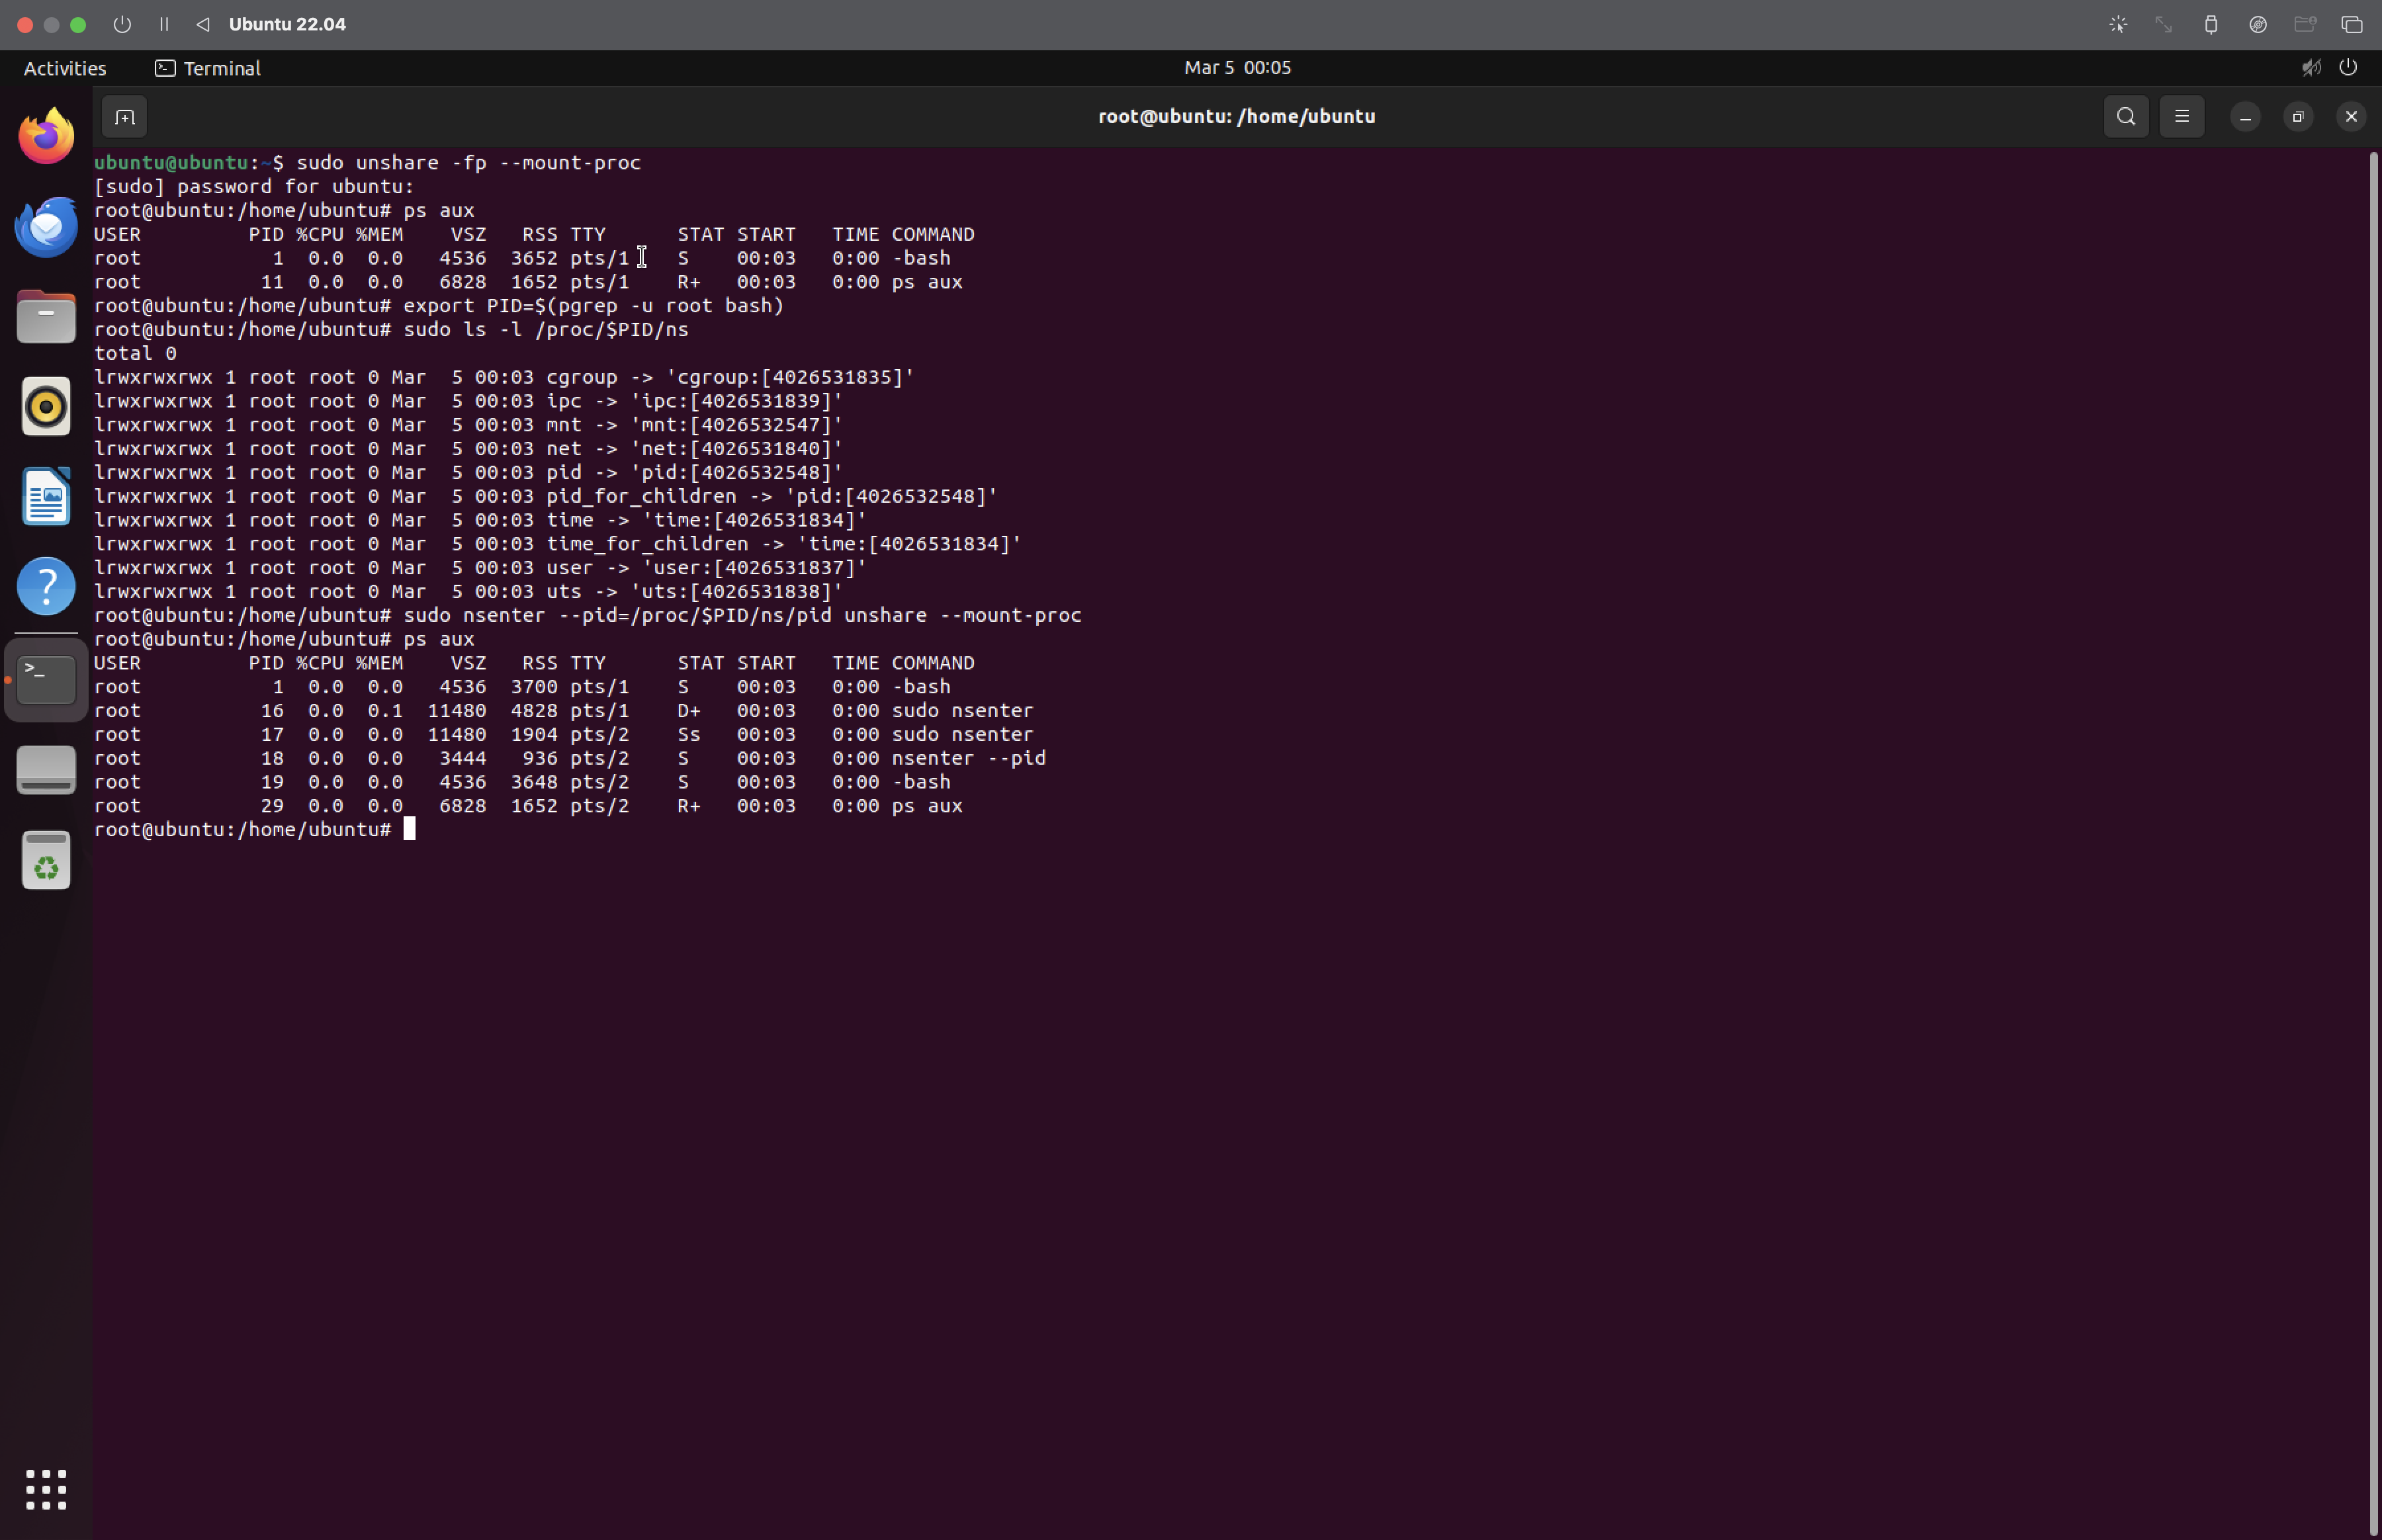 Ubuntu 22.04
Activities Terminal Mar 5 00:05
root@ubuntu: /home/ubuntu
ubuntu@ubuntu:~$ sudo unshare -fp --mount-proc
[sudo] password for ubuntu:
root@ubuntu:/home/ubuntu# ps aux
USER         PID %CPU %MEM    VSZ   RSS TTY      STAT START   TIME COMMAND
root           1  0.0  0.0   4536  3652 pts/1    S    00:03   0:00 -bash
root          11  0.0  0.0   6828  1652 pts/1    R+   00:03   0:00 ps aux
root@ubuntu:/home/ubuntu# export PID=$(pgrep -u root bash)
root@ubuntu:/home/ubuntu# sudo ls -l /proc/$PID/ns
total 0
lrwxrwxrwx 1 root root 0 Mar  5 00:03 cgroup -> 'cgroup:[4026531835]'
lrwxrwxrwx 1 root root 0 Mar  5 00:03 ipc -> 'ipc:[4026531839]'
lrwxrwxrwx 1 root root 0 Mar  5 00:03 mnt -> 'mnt:[4026532547]'
lrwxrwxrwx 1 root root 0 Mar  5 00:03 net -> 'net:[4026531840]'
lrwxrwxrwx 1 root root 0 Mar  5 00:03 pid -> 'pid:[4026532548]'
lrwxrwxrwx 1 root root 0 Mar  5 00:03 pid_for_children -> 'pid:[4026532548]'
lrwxrwxrwx 1 root root 0 Mar  5 00:03 time -> 'time:[4026531834]'
lrwxrwxrwx 1 root root 0 Mar  5 00:03 time_for_children -> 'time:[4026531834]'
lrwxrwxrwx 1 root root 0 Mar  5 00:03 user -> 'user:[4026531837]'
lrwxrwxrwx 1 root root 0 Mar  5 00:03 uts -> 'uts:[4026531838]'
root@ubuntu:/home/ubuntu# sudo nsenter --pid=/proc/$PID/ns/pid unshare --mount-proc
root@ubuntu:/home/ubuntu# ps aux
USER         PID %CPU %MEM    VSZ   RSS TTY      STAT START   TIME COMMAND
root           1  0.0  0.0   4536  3700 pts/1    S    00:03   0:00 -bash
root          16  0.0  0.1  11480  4828 pts/1    D+   00:03   0:00 sudo nsenter
root          17  0.0  0.0  11480  1904 pts/2    Ss   00:03   0:00 sudo nsenter
root          18  0.0  0.0   3444   936 pts/2    S    00:03   0:00 nsenter --pid
root          19  0.0  0.0   4536  3648 pts/2    S    00:03   0:00 -bash
root          29  0.0  0.0   6828  1652 pts/2    R+   00:03   0:00 ps aux
root@ubuntu:/home/ubuntu#